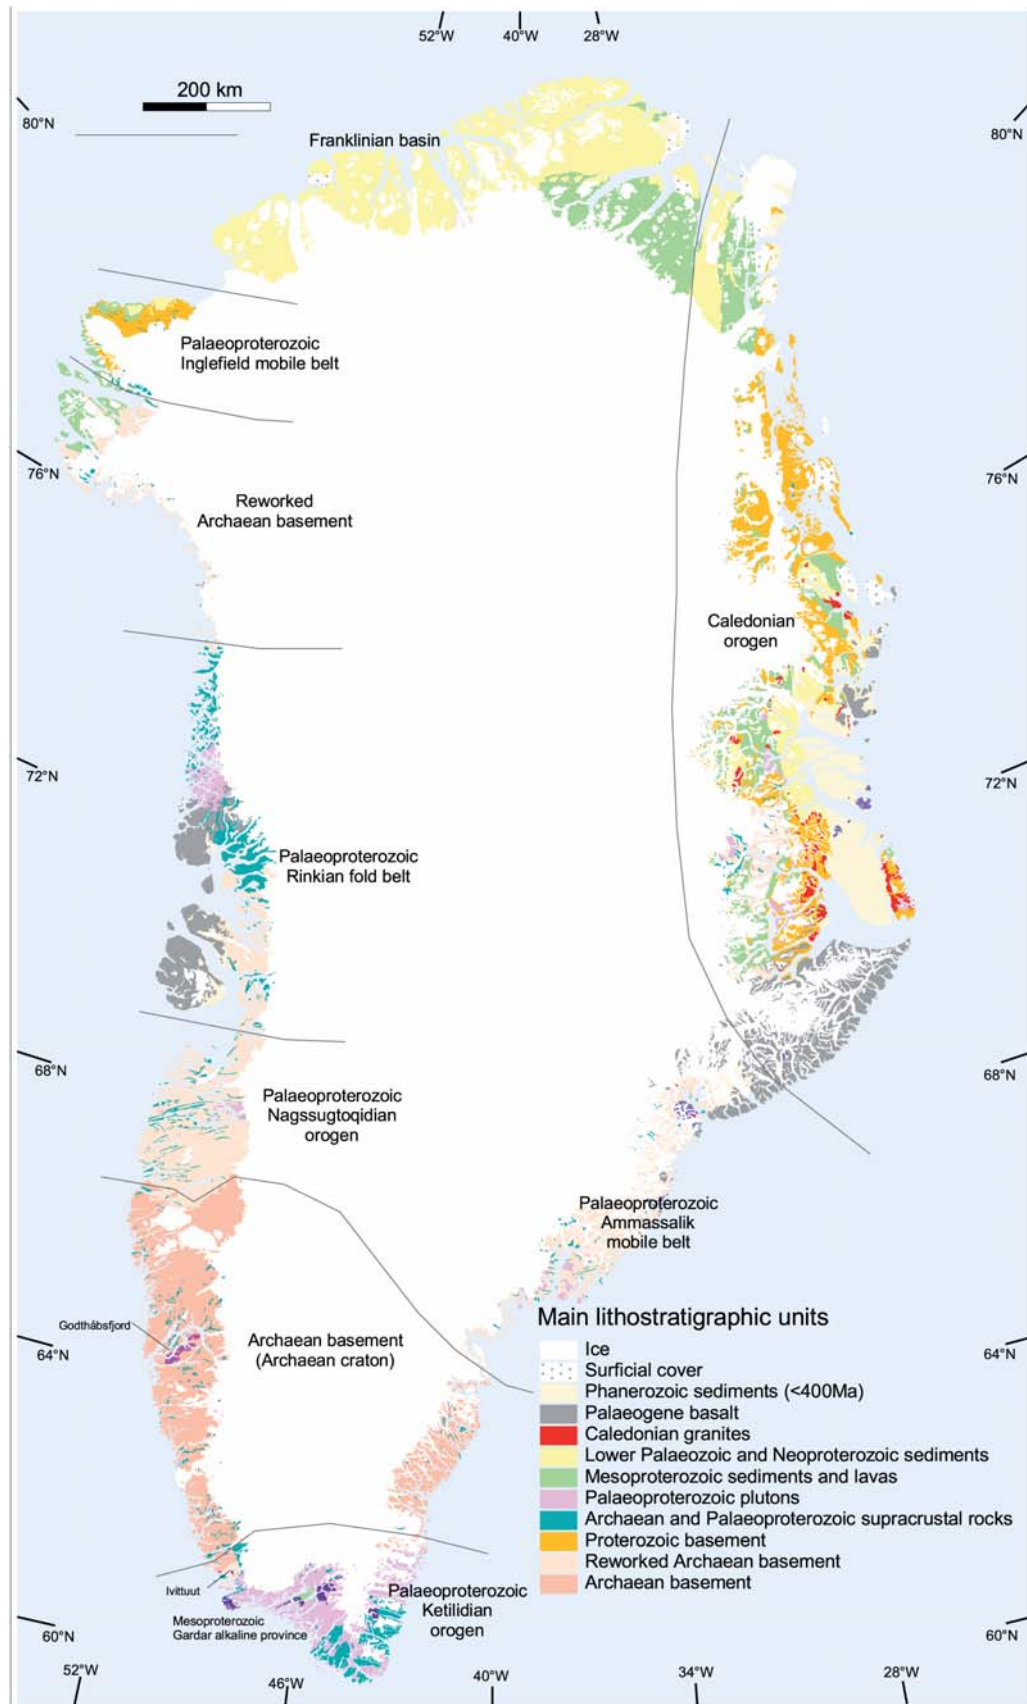 52°W 40°W 28°W
200 km
80°N 80°N
Franklinian basin
Palaeoproterozoic
Inglefield mobile belt
76°N 76°N
Reworked
Archaean basement
Caledonian
orogen
72°N 72°N
Palaeoproterozoic
Rinkian fold belt
68°N 68°N
Palaeoproterozoic
Nagssugtoqidian
orogen
Palaeoproterozoic
Ammassalik
mobile belt
Godthåbsfjord
64°N 64°N
Archaean basement
(Archaean craton)
Main lithostratigraphic units
Ice
Surficial cover
Phanerozoic sediments (<400Ma)
Palaeogene basalt
Caledonian granites
Lower Palaeozoic and Neoproterozoic sediments
Mesoproterozoic sediments and lavas
Palaeoproterozoic plutons
Archaean and Palaeoproterozoic supracrustal rocks
Proterozoic basement
Reworked Archaean basement
Archaean basement
Ivittuut
Mesoproterozoic
Gardar alkaline province
Palaeoproterozoic
Ketilidian
orogen
60°N 60°N
52°W 46°W 40°W 34°W 28°W